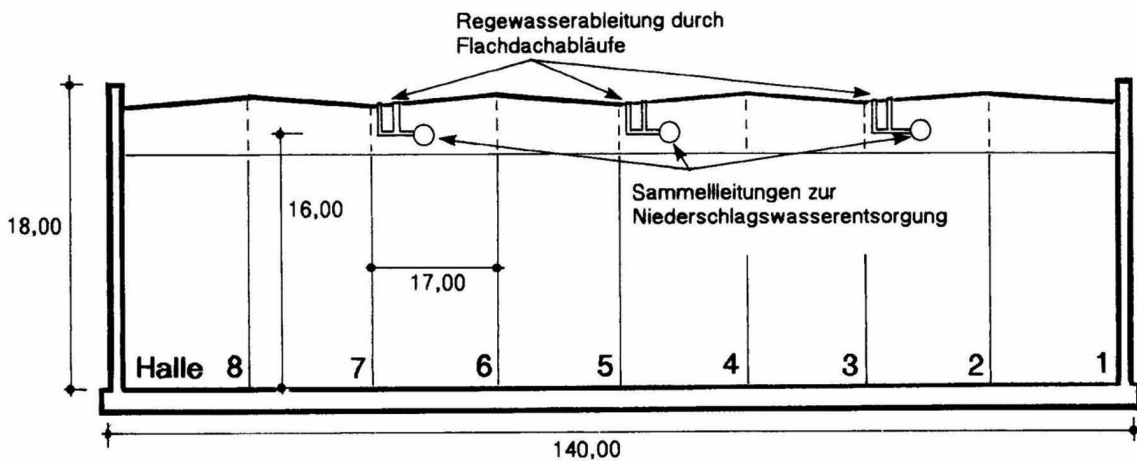 Regewasserableitung durch
Flachdachabläufe
18,00
16,00
Sammellleitungen zur
Niederschlagswasserentsorgung
17,00
Halle 8 7 6 5 4 3 2 1
140,00